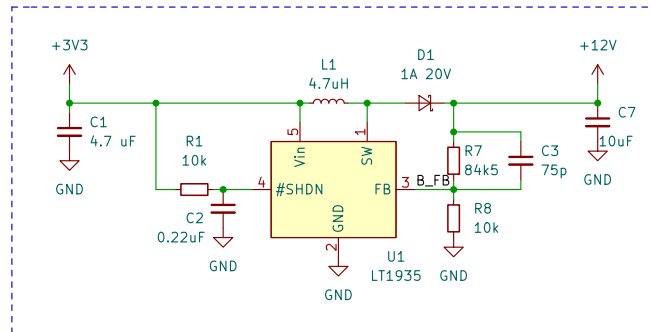 +3V3
+12V
L1
4.7uH
D1
1A 20V
C1
4.7 uF
GND
R1
10k
5
Vin
1
SW
4
#SHDN
FB
3
B_FB
R7
84k5
C3
75p
C7
10uF
GND
C2
0.22uF
GND
GND
2
U1
LT1935
R8
10k
GND
GND